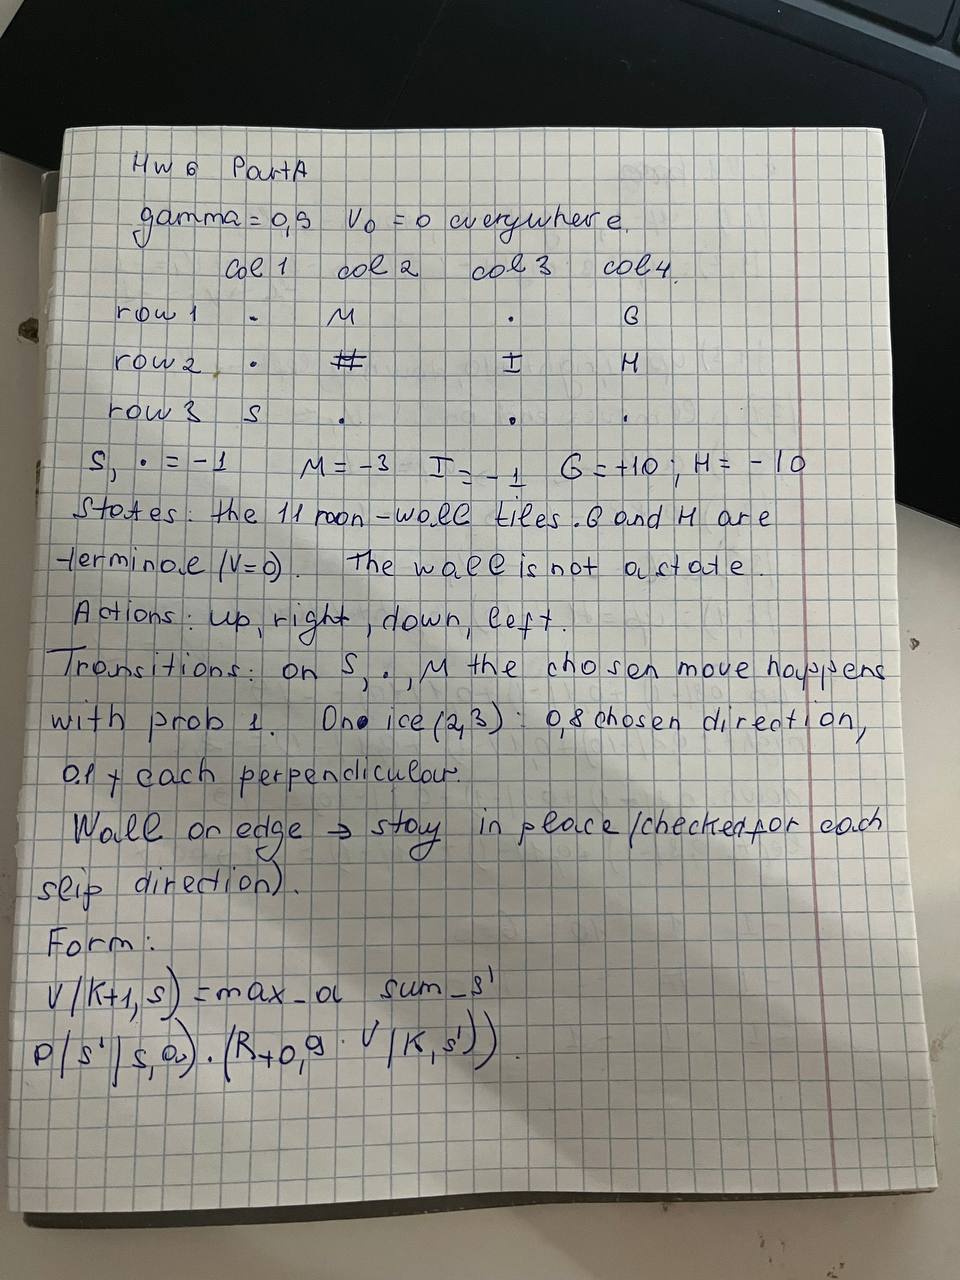 HW 6 Part A
gamma = 0,9 V0 = 0 everywhere.
col 1 col 2 col 3 col 4.
row 1 . M . G
row 2 . # I H
row 3 S . . .
S, . = -1 M = -3 I = -1 G = +10 ; H = -10
States: the 11 non-wall tiles. G and H are
terminal (V=0). The wall is not a state.
Actions: up, right, down, left.
Transitions: on S, ., M the chosen move happens
with prob 1. On ice (2,3): 0,8 chosen direction,
0.1 + each perpendicular.
Wall or edge → stay in place (checked for each
slip direction).
Form:
V(K+1, s) = max_a sum_s'
P(s' | s, a) · (R + 0,9 · V(K, s')).